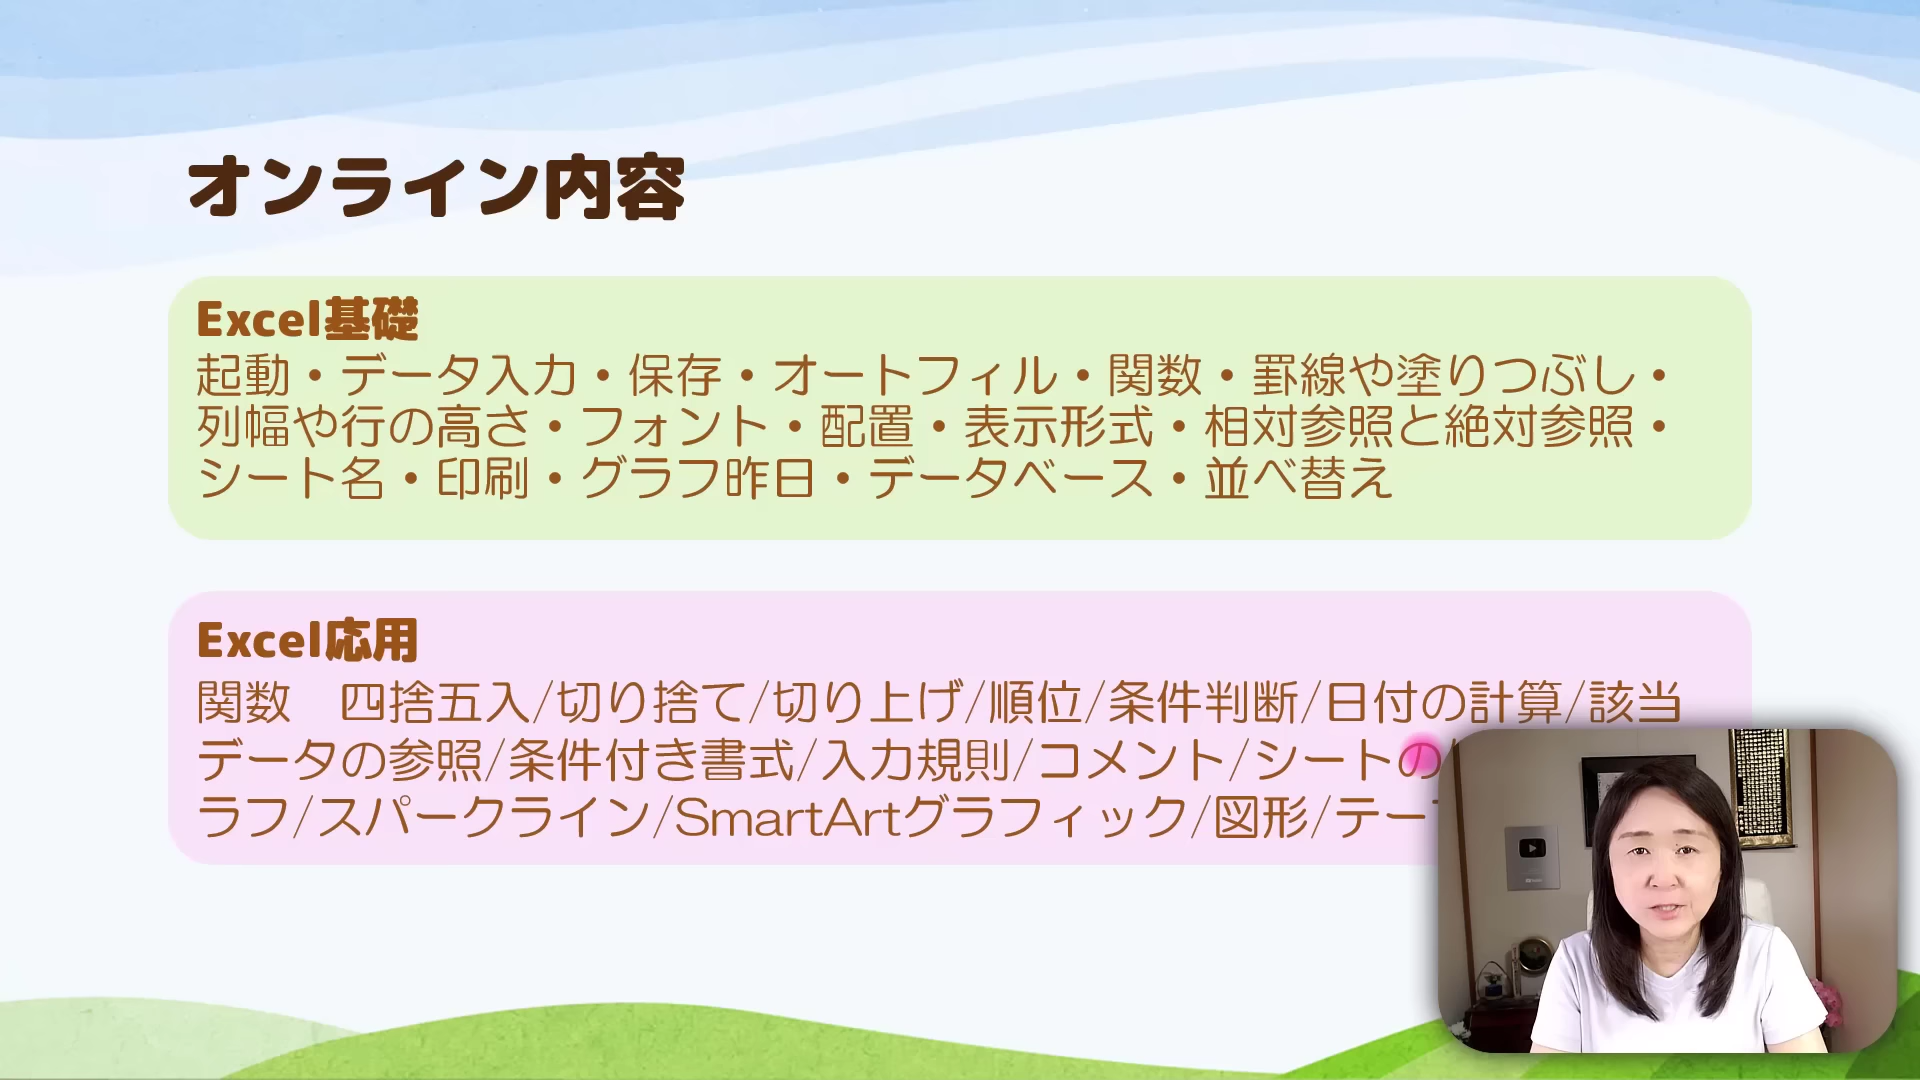 オンライン内容
Excel基礎
起動・データ入力・保存・オートフィル・関数・罫線や塗りつぶし・
列幅や行の高さ・フォント・配置・表示形式・相対参照と絶対参照・
シート名・印刷・グラフ昨日・データベース・並べ替え
Excel応用
関数　四捨五入/切り捨て/切り上げ/順位/条件判断/日付の計算/該当
データの参照/条件付き書式/入力規則/コメント/シートの
ラフ/スパークライン/SmartArtグラフィック/図形/テー